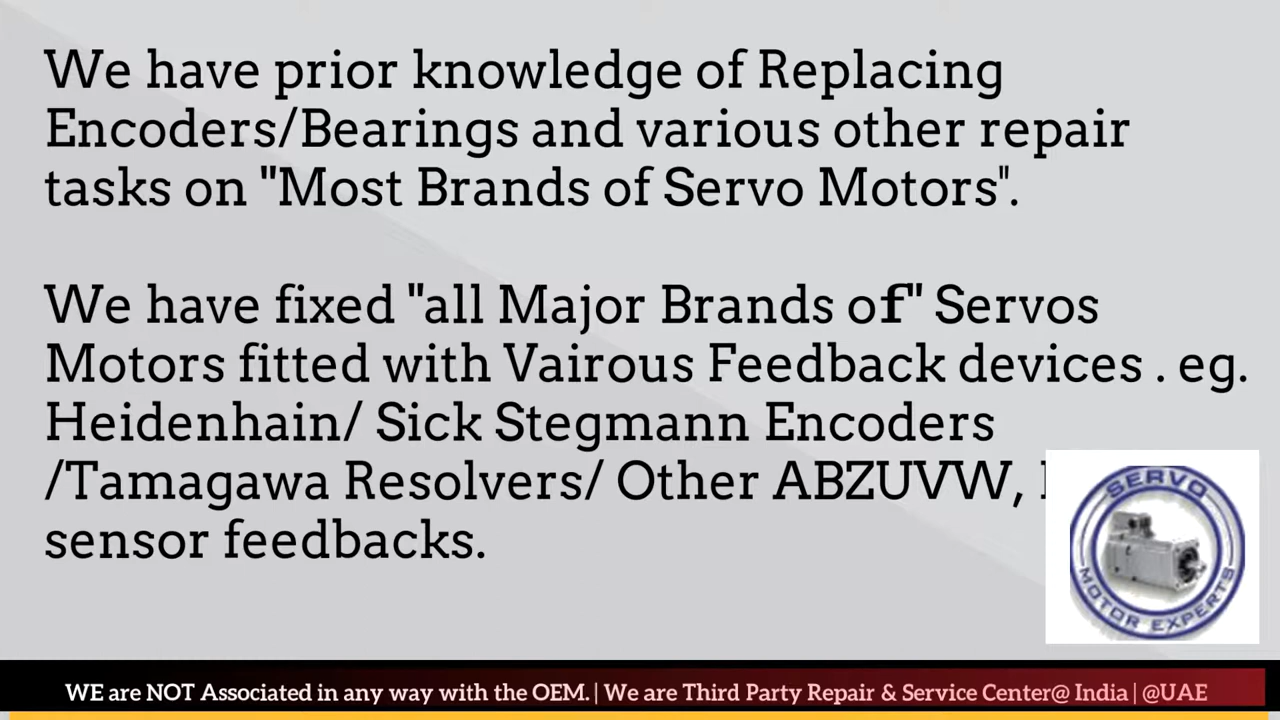 We have prior knowledge of Replacing
Encoders/Bearings and various other repair
tasks on "Most Brands of Servo Motors".
We have fixed "all Major Brands of" Servos
Motors fitted with Vairous Feedback devices . eg.
Heidenhain/ Sick Stegmann Encoders
/Tamagawa Resolvers/ Other ABZUVW,
sensor feedbacks.
SERVO
MOTOR EXPERTS
WE are NOT Associated in any way with the OEM. | We are Third Party Repair & Service Center@ India | @UAE